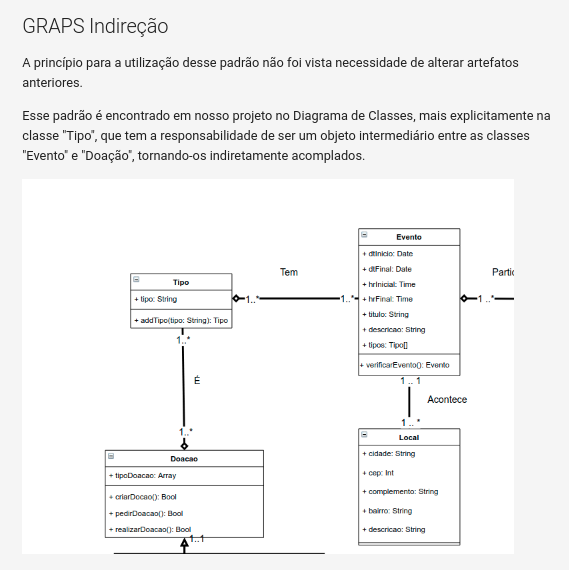 GRAPS Indireção
A princípio para a utilização desse padrão não foi vista necessidade de alterar artefatos
anteriores.
Esse padrão é encontrado em nosso projeto no Diagrama de Classes, mais explicitamente na
classe "Tipo", que tem a responsabilidade de ser um objeto intermediário entre as classes
"Evento" e "Doação", tornando-os indiretamente acomplados.
Evento
+ dtInicio: Date
+ dtFinal: Date
+ hrInicial: Time
+ hrFinal: Time
+ titulo: String
+ descricao: String
+ tipos: Tipo[]
+ verificarEvento(): Evento
Tem
Partic
Tipo
+ tipo: String
+ addTipo(tipo: String): Tipo
1..*
1..*
1 ..*
1..*
É
1..*
1 .. 1
Acontece
1 .. *
Doacao
+ tipoDoacao: Array
+ criarDocao(): Bool
+ pedirDoacao(): Bool
+ realizarDoacao(): Bool
1..1
Local
+ cidade: String
+ cep: Int
+ complemento: String
+ bairro: String
+ descricao: String